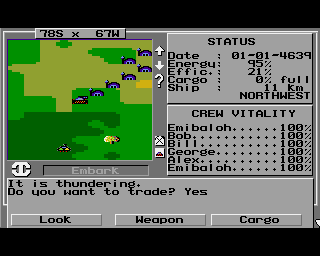 78S x 67W
STATUS
Date : 01-01-4639
Energy: 95%
Effic.: 21%
Cargo : 0% full
Ship : 11 Km
NORTHWEST
?
CREW VITALITY
Emibaloh......100%
Bob...........100%
Bill..........100%
George........100%
Alex..........100%
Emibaloh......100%
Embark
It is thundering.
Do you want to trade? Yes
Look
Weapon
Cargo